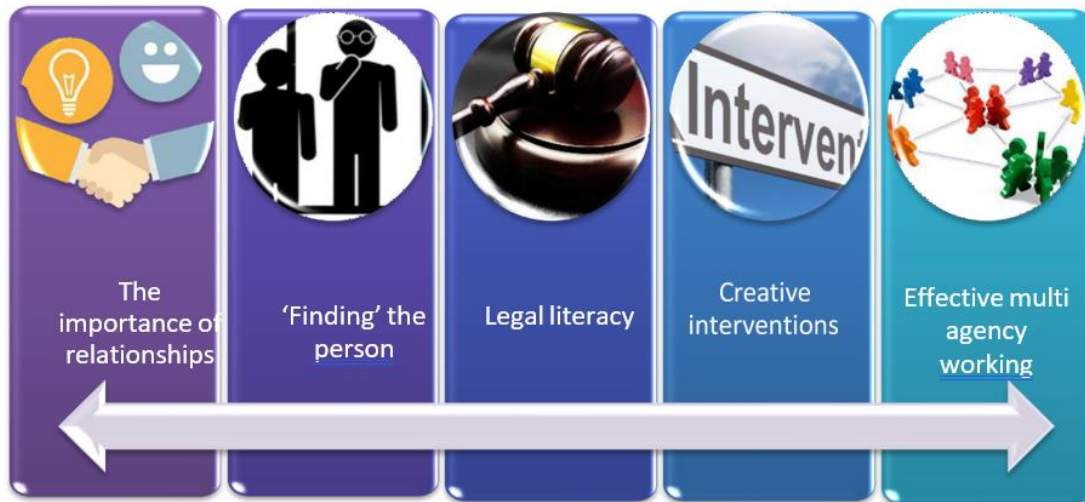 The
importance of
relationships
‘Finding’ the
person
Legal literacy
Interven
Creative
interventions
Effective multi
agency
working